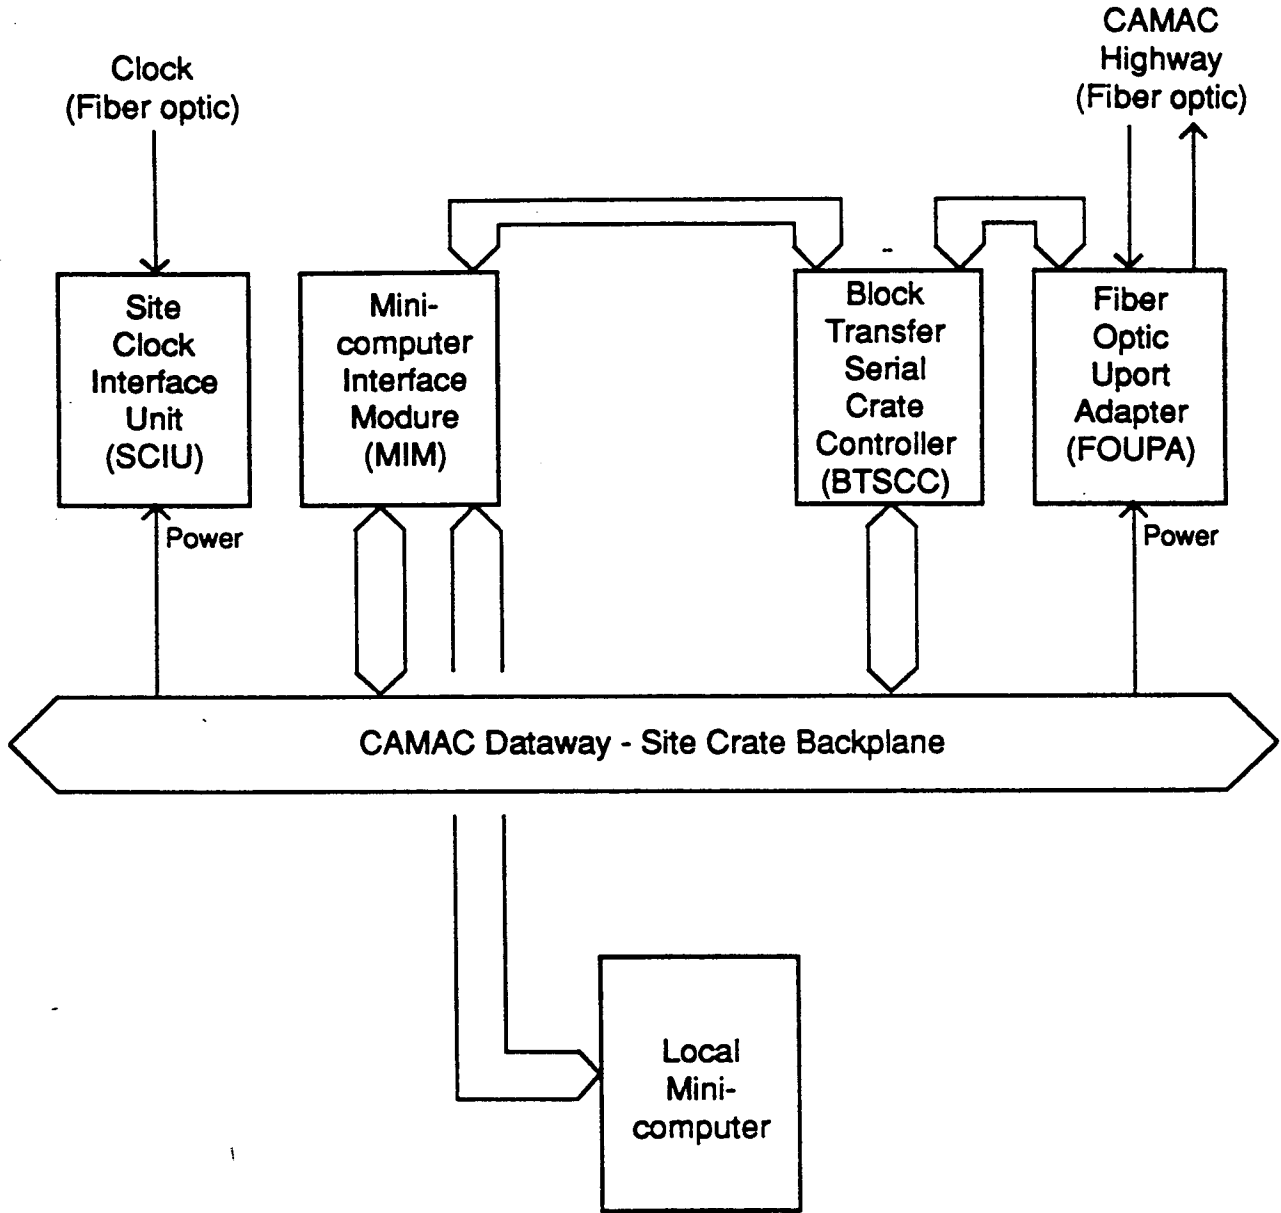 CAMAC
Highway
(Fiber optic)
Clock
(Fiber optic)
Site
Clock
Interface
Unit
(SCIU)
Mini-
computer
Interface
Modure
(MIM)
Block
Transfer
Serial
Crate
Controller
(BTSCC)
Fiber
Optic
Uport
Adapter
(FOUPA)
Power
Power
CAMAC Dataway - Site Crate Backplane
Local
Mini-
computer